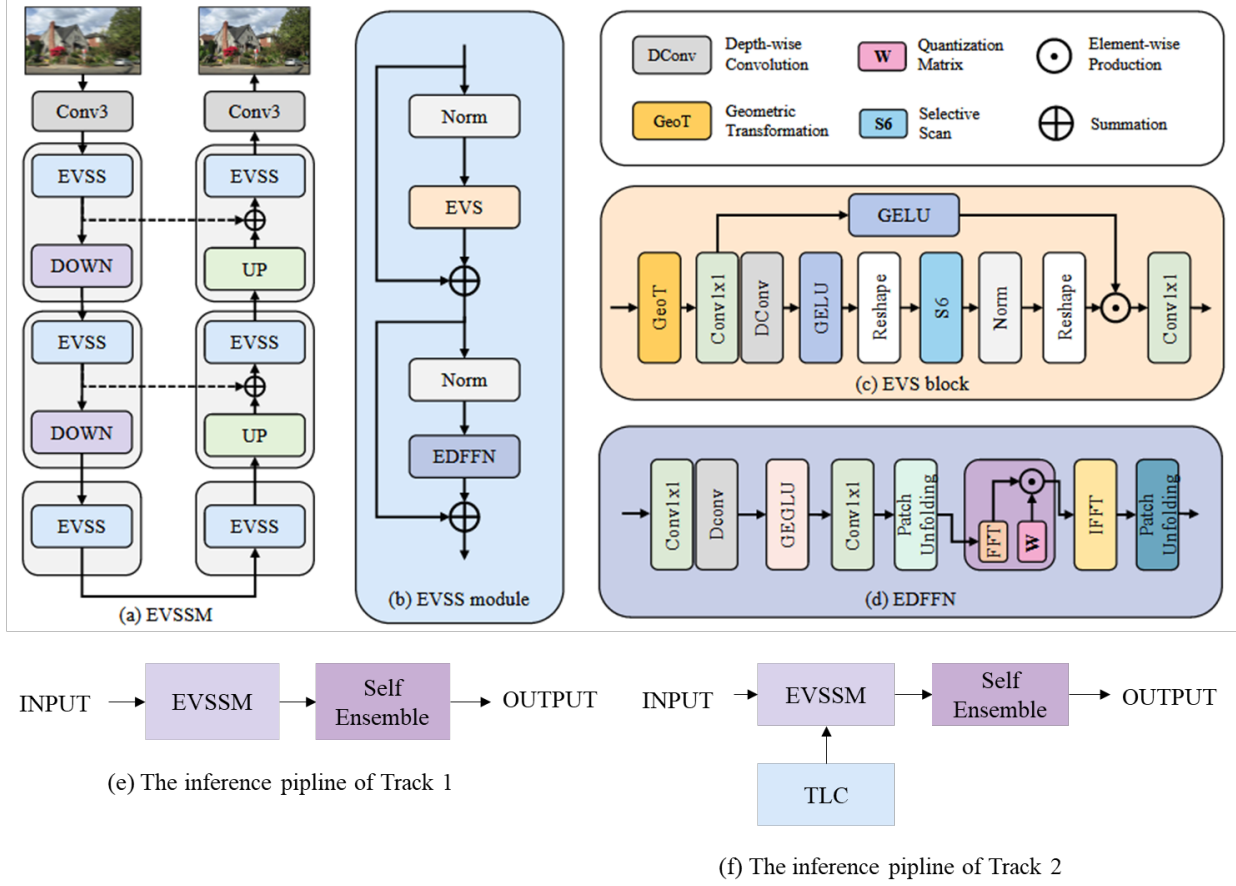 Conv3
EVSS
DOWN
EVSS
DOWN
EVSS
Conv3
EVSS
UP
EVSS
UP
EVSS
(a) EVSSM
Norm
EVS
Norm
EDFFN
(b) EVSS module
DConv
Depth-wise
Convolution
W
Quantization
Matrix
Element-wise
Production
GeoT
Geometric
Transformation
S6
Selective
Scan
Summation
GELU
GeoT
Conv1x1
DConv
GELU
Reshape
S6
Norm
Reshape
Conv1x1
(c) EVS block
Conv1x1
Dconv
GEGLU
Conv1x1
Patch
Unfolding
FFT
W
IFFT
Patch
Unfolding
(d) EDFFN
INPUT
EVSSM
Self
Ensemble
OUTPUT
(e) The inference pipline of Track 1
INPUT
EVSSM
Self
Ensemble
OUTPUT
TLC
(f) The inference pipline of Track 2